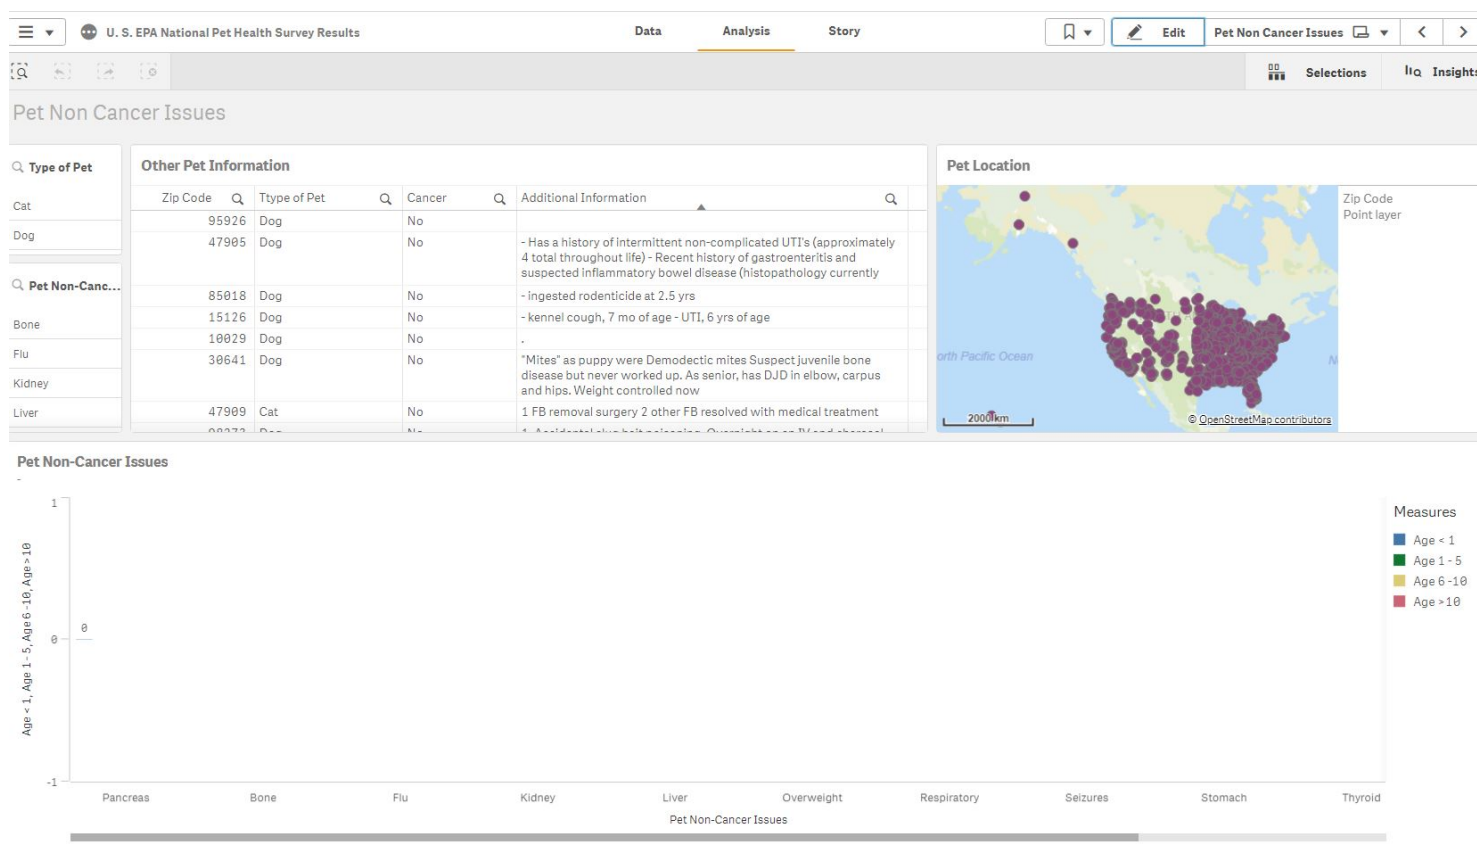 U. S. EPA National Pet Health Survey Results
Data
Analysis
Story
Edit
Pet Non Cancer Issues
Selections
Insights
Pet Non Cancer Issues
Type of Pet
Cat
Dog
Pet Non-Canc...
Bone
Flu
Kidney
Liver
Other Pet Information
Zip Code Ttype of Pet Cancer Additional Information
95926 Dog No
47905 Dog No - Has a history of intermittent non-complicated UTI's (approximately
4 total throughout life) - Recent history of gastroenteritis and
suspected inflammatory bowel disease (histopathology currently
85018 Dog No - ingested rodenticide at 2.5 yrs
15126 Dog No - kennel cough, 7 mo of age - UTI, 6 yrs of age
10029 Dog No .
30641 Dog No "Mites" as puppy were Demodectic mites Suspect juvenile bone
disease but never worked up. As senior, has DJD in elbow, carpus
and hips. Weight controlled now
47909 Cat No 1 FB removal surgery 2 other FB resolved with medical treatment
Pet Location
Zip Code
Point layer
orth Pacific Ocean
N
2000 km
© OpenStreetMap contributors
Pet Non-Cancer Issues
-
1
0
0
-1
Age < 1, Age 1 - 5, Age 6 -10, Age >10
Pancreas Bone Flu Kidney Liver Overweight Respiratory Seizures Stomach Thyroid
Pet Non-Cancer Issues
Measures
Age < 1
Age 1 - 5
Age 6 -10
Age >10